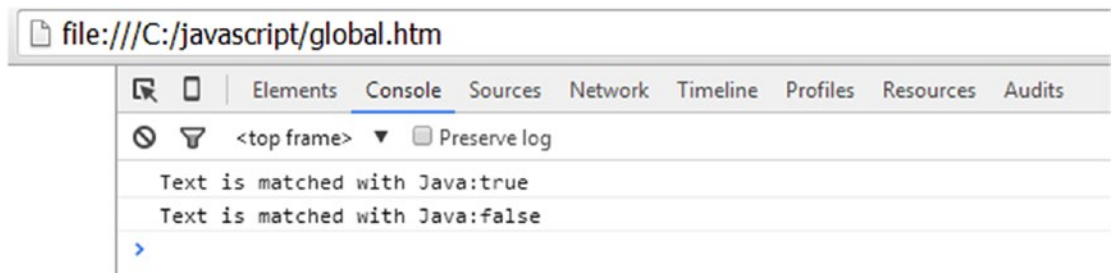 file:///C:/javascript/global.htm
Elements Console Sources Network Timeline Profiles Resources Audits
<top frame> ▼ Preserve log
Text is matched with Java:true
Text is matched with Java:false
>